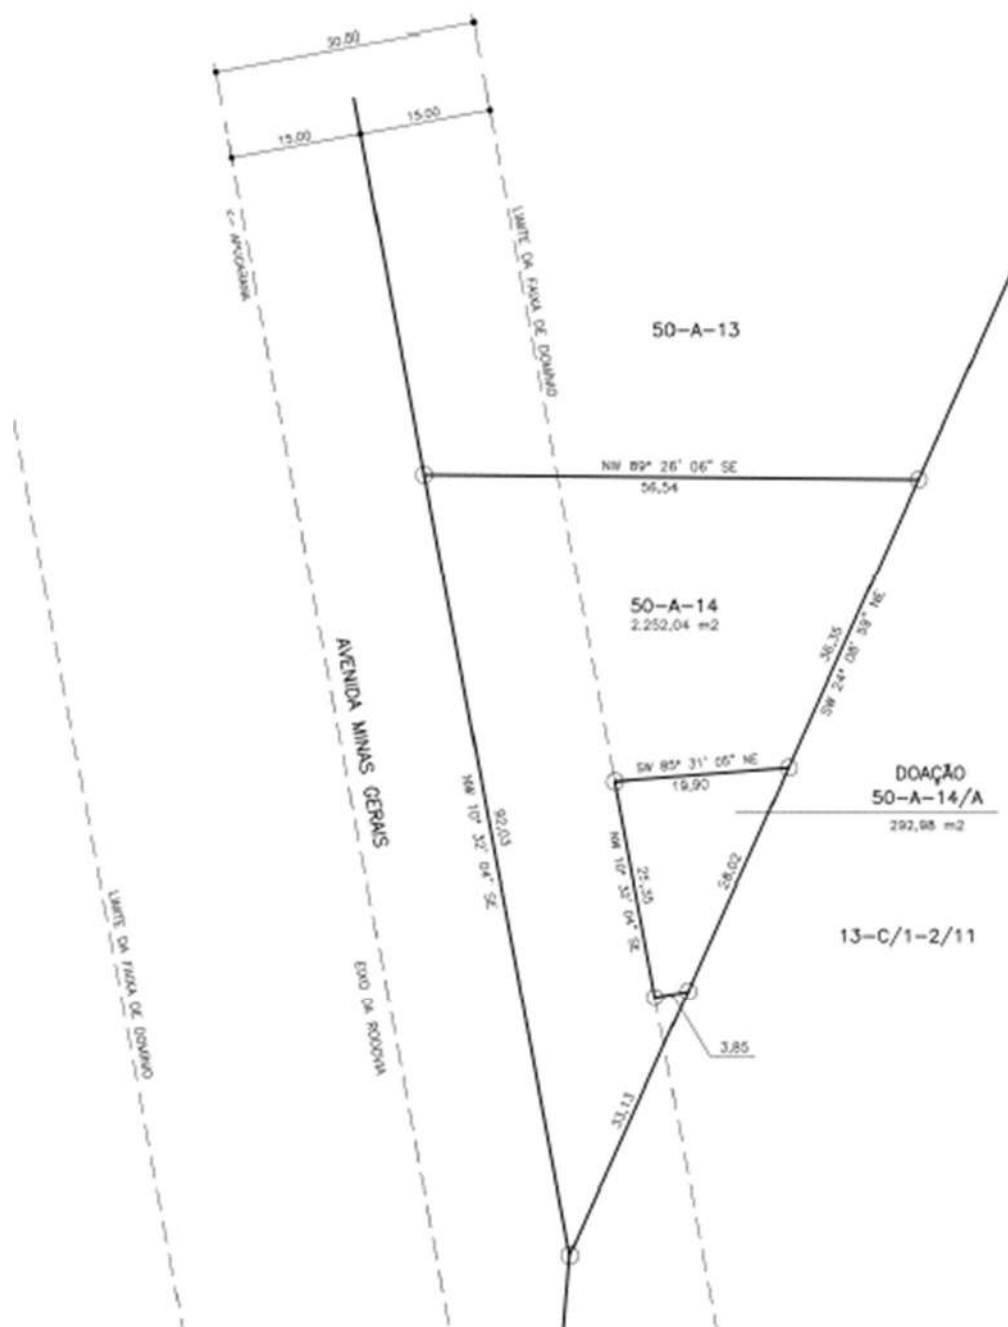 30.00
15.00
15.00
APUCARANA
LIMITE DA FAIXA DE DOMÍNIO
50-A-13
NW 89° 26' 06" SE
56,54
50-A-14
2.252,04 m2
36,35
SW 24° 08' 59" NE
AVENIDA MINAS GERAIS
SW 85° 31' 05" NE
19,90
DOAÇÃO
50-A-14/A
292,98 m2
92,03
NW 10° 32' 04" SE
25,35
NW 10° 32' 04" SE
28,02
13-C/1-2/11
LIMITE DA FAIXA DE DOMÍNIO
EIXO DA RODOVIA
3,85
33,13